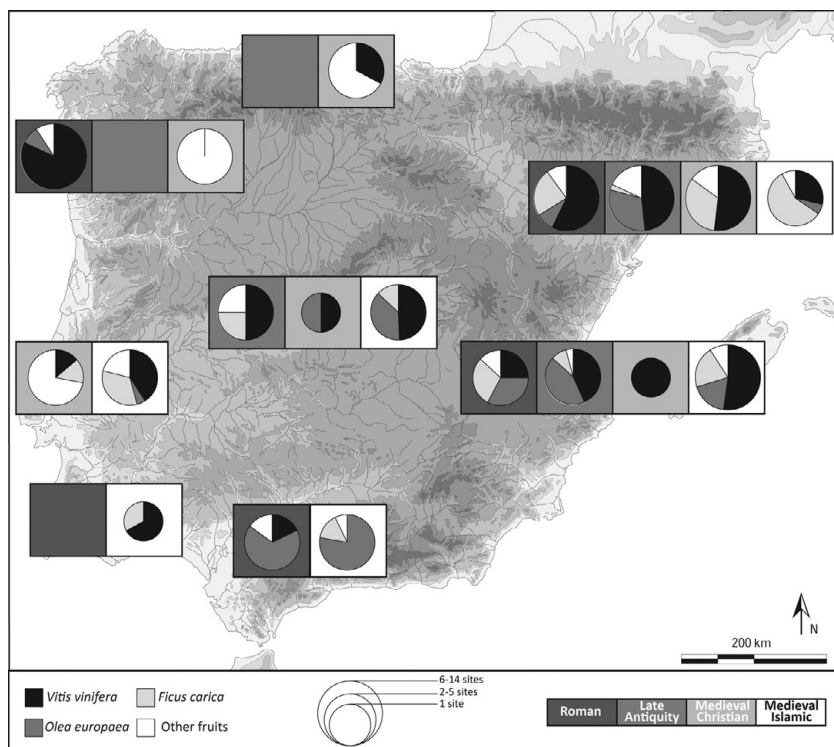 N
200 km
Vitis vinifera
Ficus carica
Olea europaea
Other fruits
6-14 sites
2-5 sites
1 site
Roman
Late
Antiquity
Medieval
Christian
Medieval
Islamic